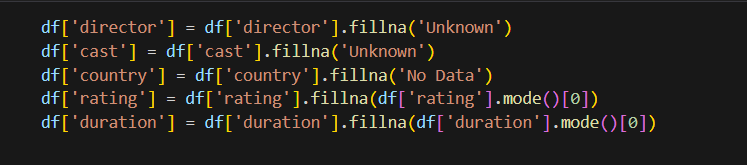 df['director'] = df['director'].fillna('Unknown')
df['cast'] = df['cast'].fillna('Unknown')
df['country'] = df['country'].fillna('No Data')
df['rating'] = df['rating'].fillna(df['rating'].mode()[0])
df['duration'] = df['duration'].fillna(df['duration'].mode()[0])